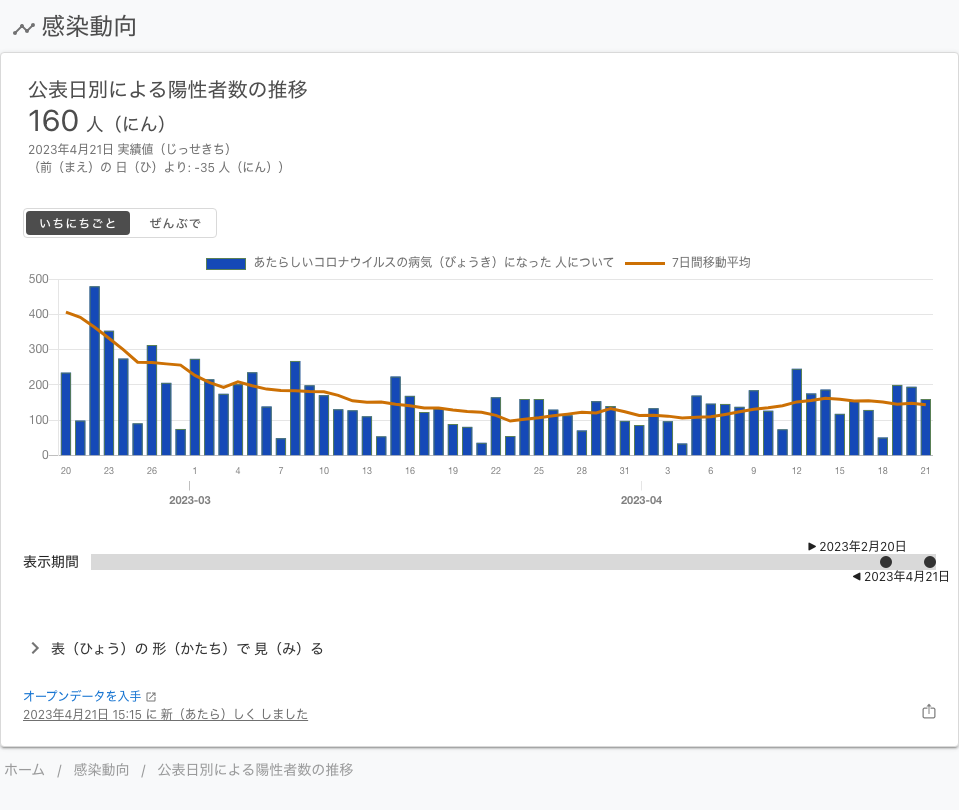 感染動向
公表日別による陽性者数の推移
160 人（にん）
2023年4月21日 実績値（じっせきち）
（前（まえ）の 日（ひ）より: -35 人（にん））
いちにちごと ぜんぶで
あたらしいコロナウイルスの病気（びょうき）になった 人について 7日間移動平均
500
400
300
200
100
0
20 23 26 1 4 7 10 13 16 19 22 25 28 31 3 6 9 12 15 18 21
2023-03 2023-04
▶ 2023年2月20日
表示期間
◀ 2023年4月21日
表（ひょう）の 形（かたち）で 見（み）る
オープンデータを入手
2023年4月21日 15:15 に 新（あたら）しく しました
ホーム / 感染動向 / 公表日別による陽性者数の推移